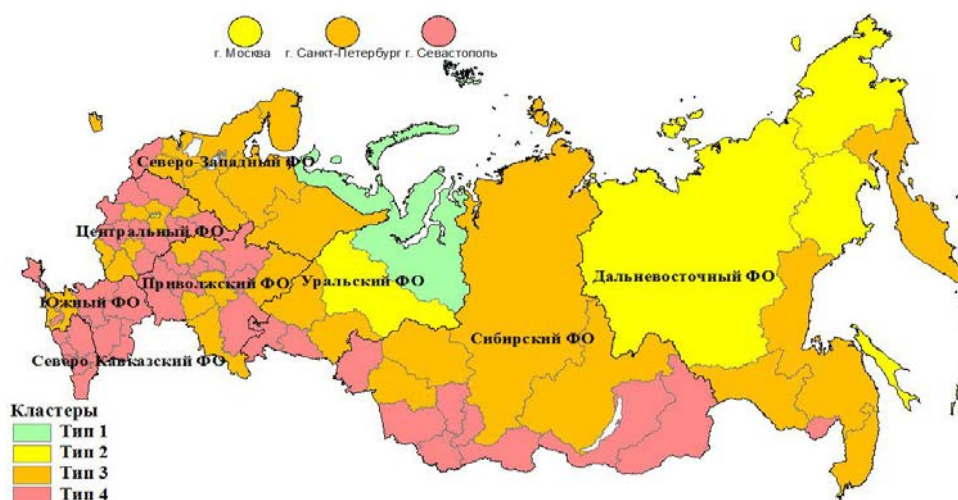 г. Москва
г. Санкт-Петербург
г. Севастополь
Северо-Западный ФО
Центральный ФО
Приволжский ФО
Уральский ФО
Дальневосточный ФО
Южный ФО
Сибирский ФО
Северо-Кавказский ФО
Кластеры
Тип 1
Тип 2
Тип 3
Тип 4